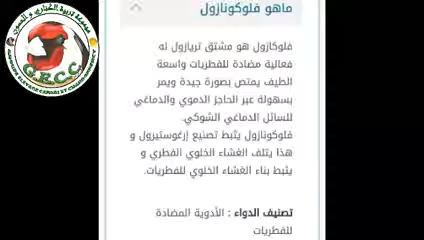 ماهو فلوكونازول
فلوكازول هو مشتق تريازول له
فعالية مضادة للفطريات واسعة
الطيف يمتص بصورة جيدة ويمر
بسهولة عبر الحاجز الدموي والدماغي
للسائل الدماغي الشوكي.
فلوكونازول يثبط تصنيع إرغوستيرول و
هذا يتلف الغشاء الخلوي الفطري و
يثبط بناء الغشاء الخلوي للفطريات.
تصنيف الدواء : الأدوية المضادة
للفطريات
G.E.C.C